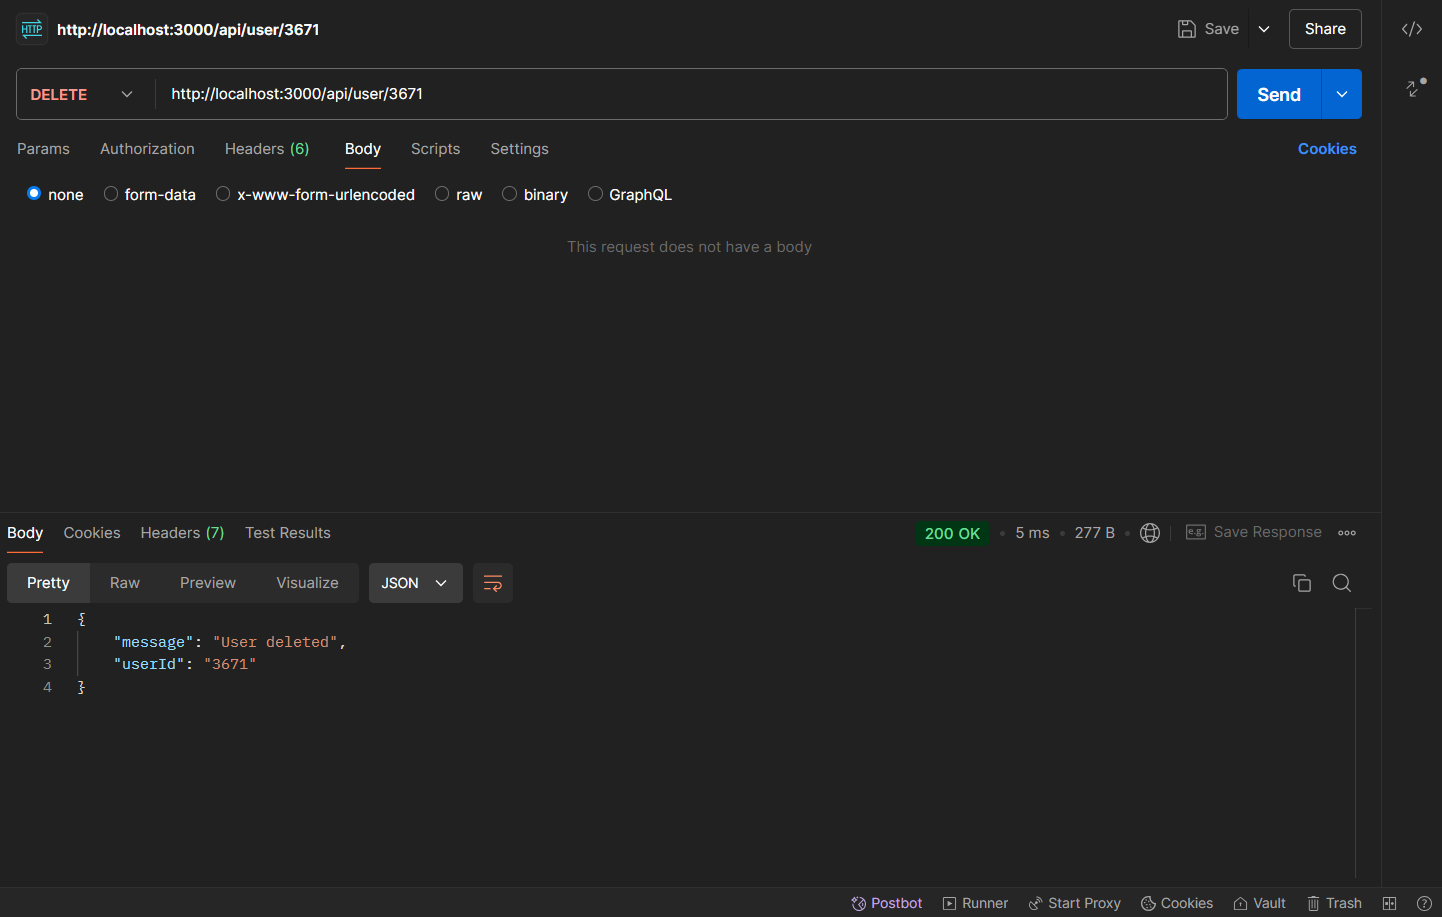 HTTP http://localhost:3000/api/user/3671 Save Share
DELETE http://localhost:3000/api/user/3671 Send
Params Authorization Headers (6) Body Scripts Settings Cookies
none form-data x-www-form-urlencoded raw binary GraphQL
This request does not have a body
Body Cookies Headers (7) Test Results 200 OK • 5 ms • 277 B • e.g. Save Response
Pretty Raw Preview Visualize JSON
1 {
2 "message": "User deleted",
3 "userId": "3671"
4 }
Postbot Runner Start Proxy Cookies Vault Trash